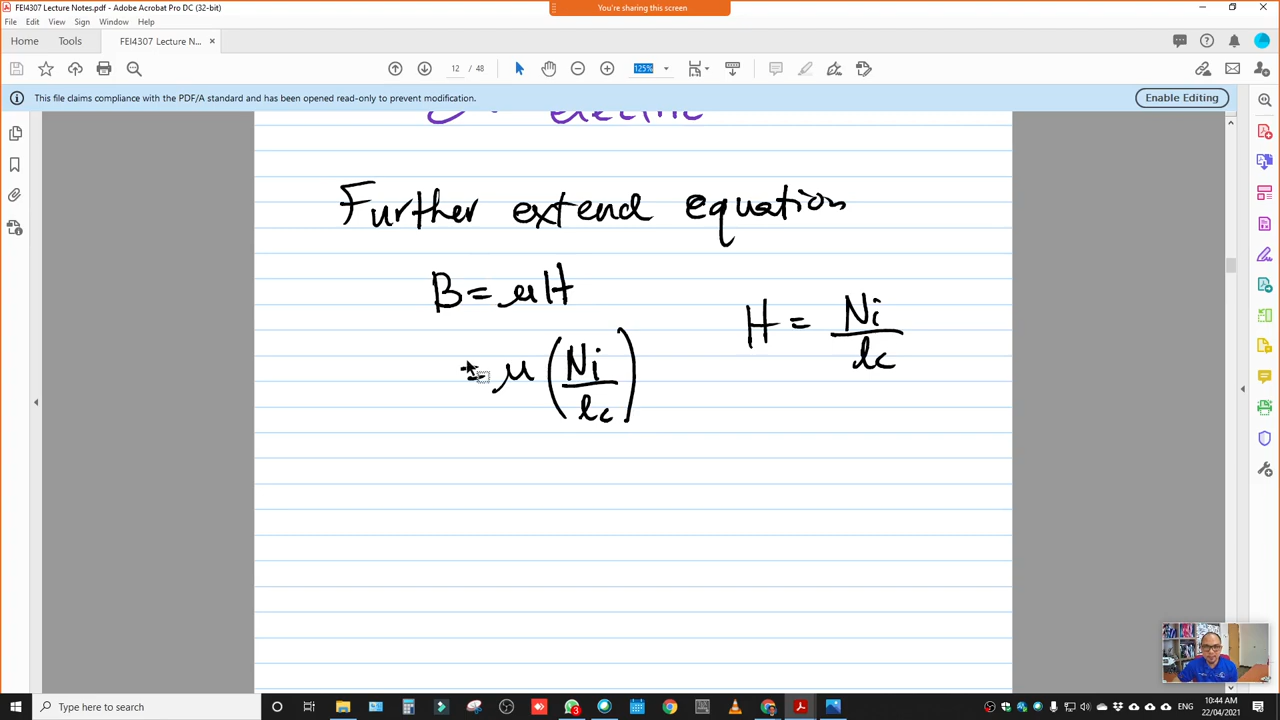 FEI4307 Lecture Notes.pdf - Adobe Acrobat Pro DC (32-bit)
You're sharing this screen
File Edit View Sign Window Help
Home Tools FEI4307 Lecture N... ×
12 / 48 125%
This file claims compliance with the PDF/A standard and has been opened read-only to prevent modification. Enable Editing
electric
Further extend equation
B = μH
H = Ni / lc
= μ (Ni / lc)
Type here to search
3
ENG
10:44 AM
22/04/2021